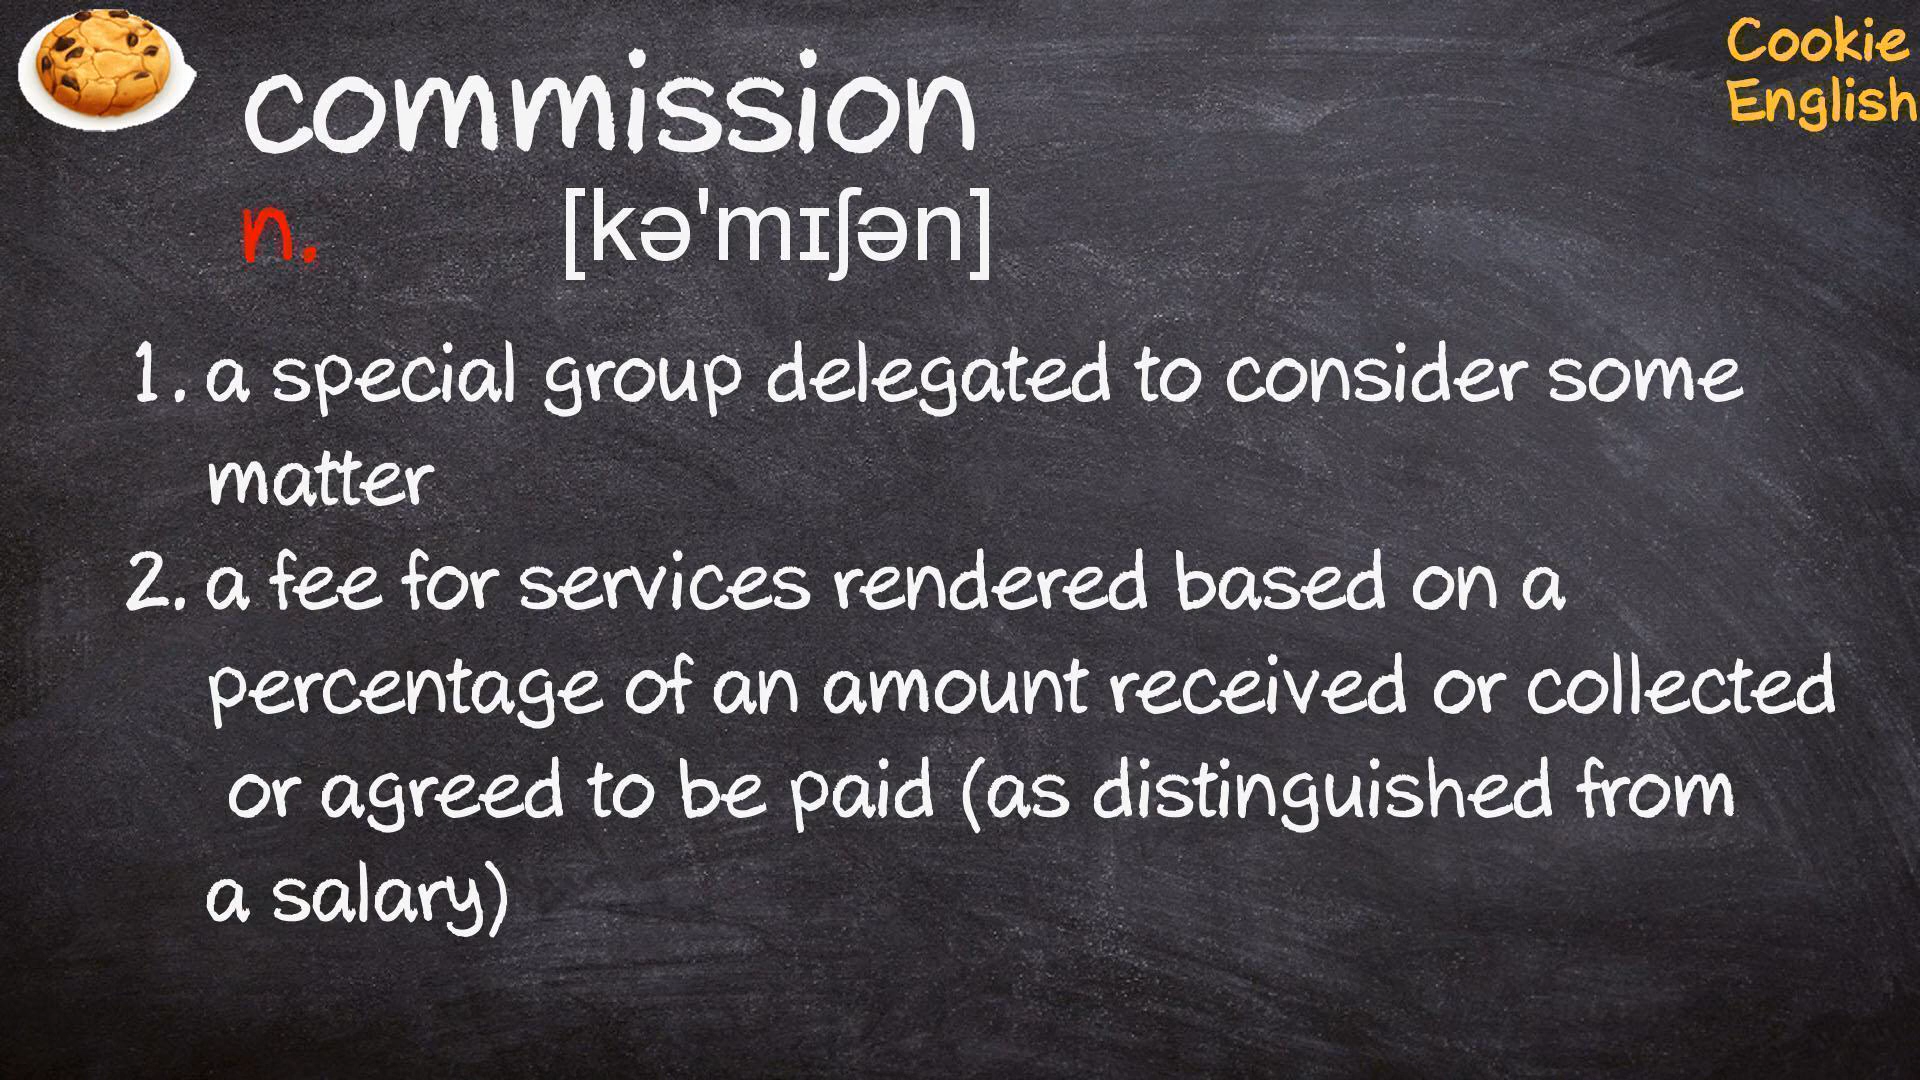 commission
Cookie
English
n. [kə'mɪʃən]
1. a special group delegated to consider some
matter
2. a fee for services rendered based on a
percentage of an amount received or collected
or agreed to be paid (as distinguished from
a salary)